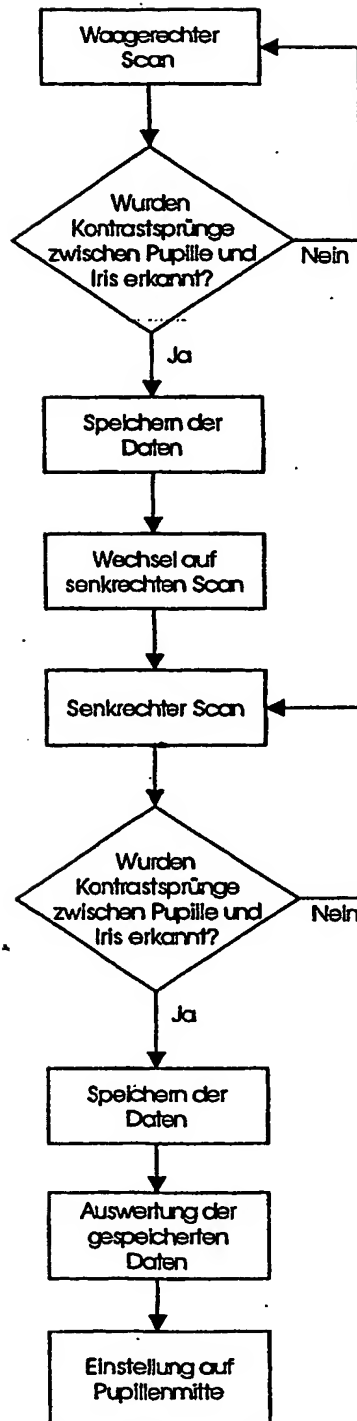 Waagerechter
Scan
Wurden
Kontrastsprünge
zwischen Pupille und
Iris erkannt?
Nein
Ja
Speichern der
Daten
Wechsel auf
senkrechten Scan
Senkrechter Scan
Wurden
Kontrastsprünge
zwischen Pupille und
Iris erkannt?
Nein
Ja
Speichern der
Daten
Auswertung der
gespeicherten
Daten
Einstellung auf
Pupillenmitte